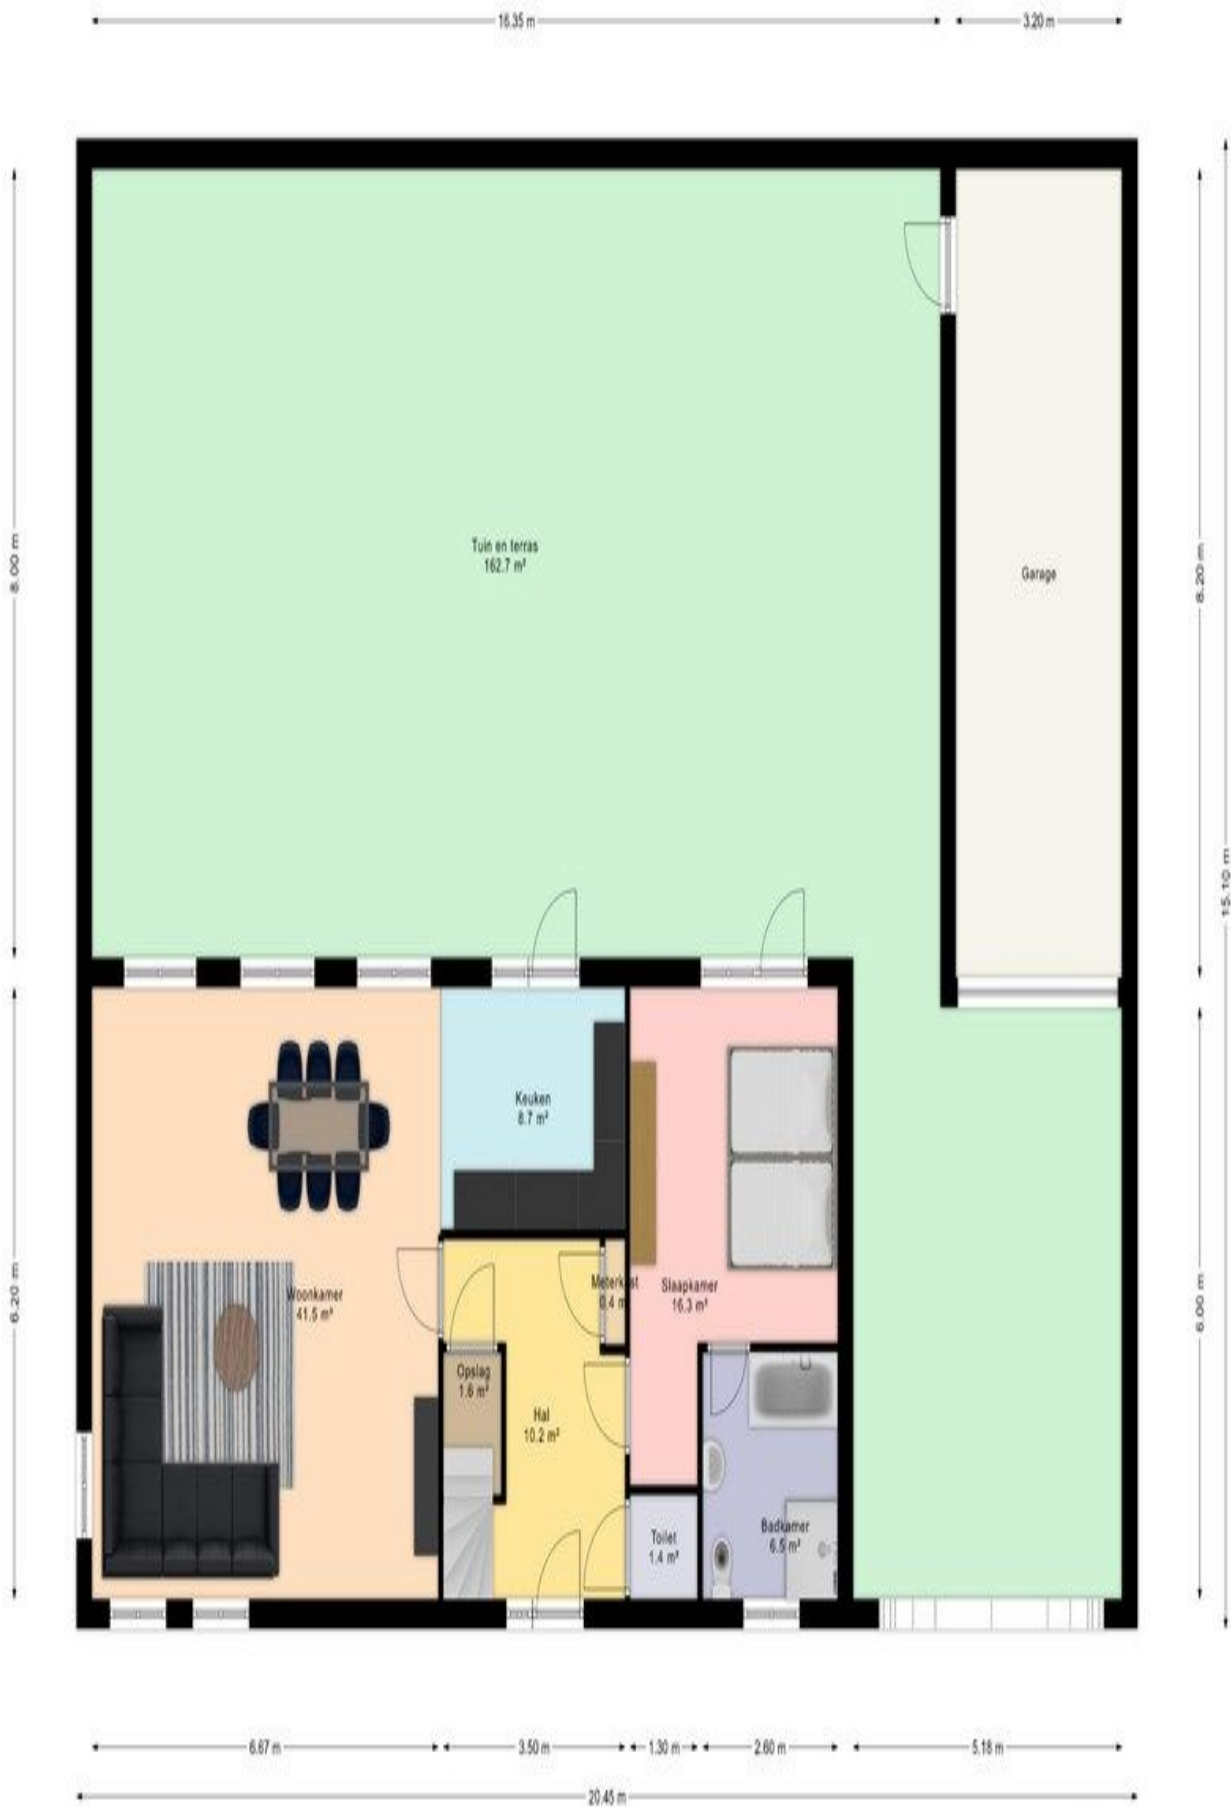 16.35 m
3.20 m
8.00 m
8.20 m
Tuin en terras
162.7 m²
Garage
15.10 m
Keuken
8.7 m²
6.20 m
Woonkamer
41.5 m²
Meterkast
0.4 m
Slaapkamer
16.3 m²
6.00 m
Opslag
1.6 m²
Hal
10.2 m²
Toilet
1.4 m²
Badkamer
6.5 m²
6.67 m
3.50 m
1.30 m
2.60 m
5.18 m
20.45 m